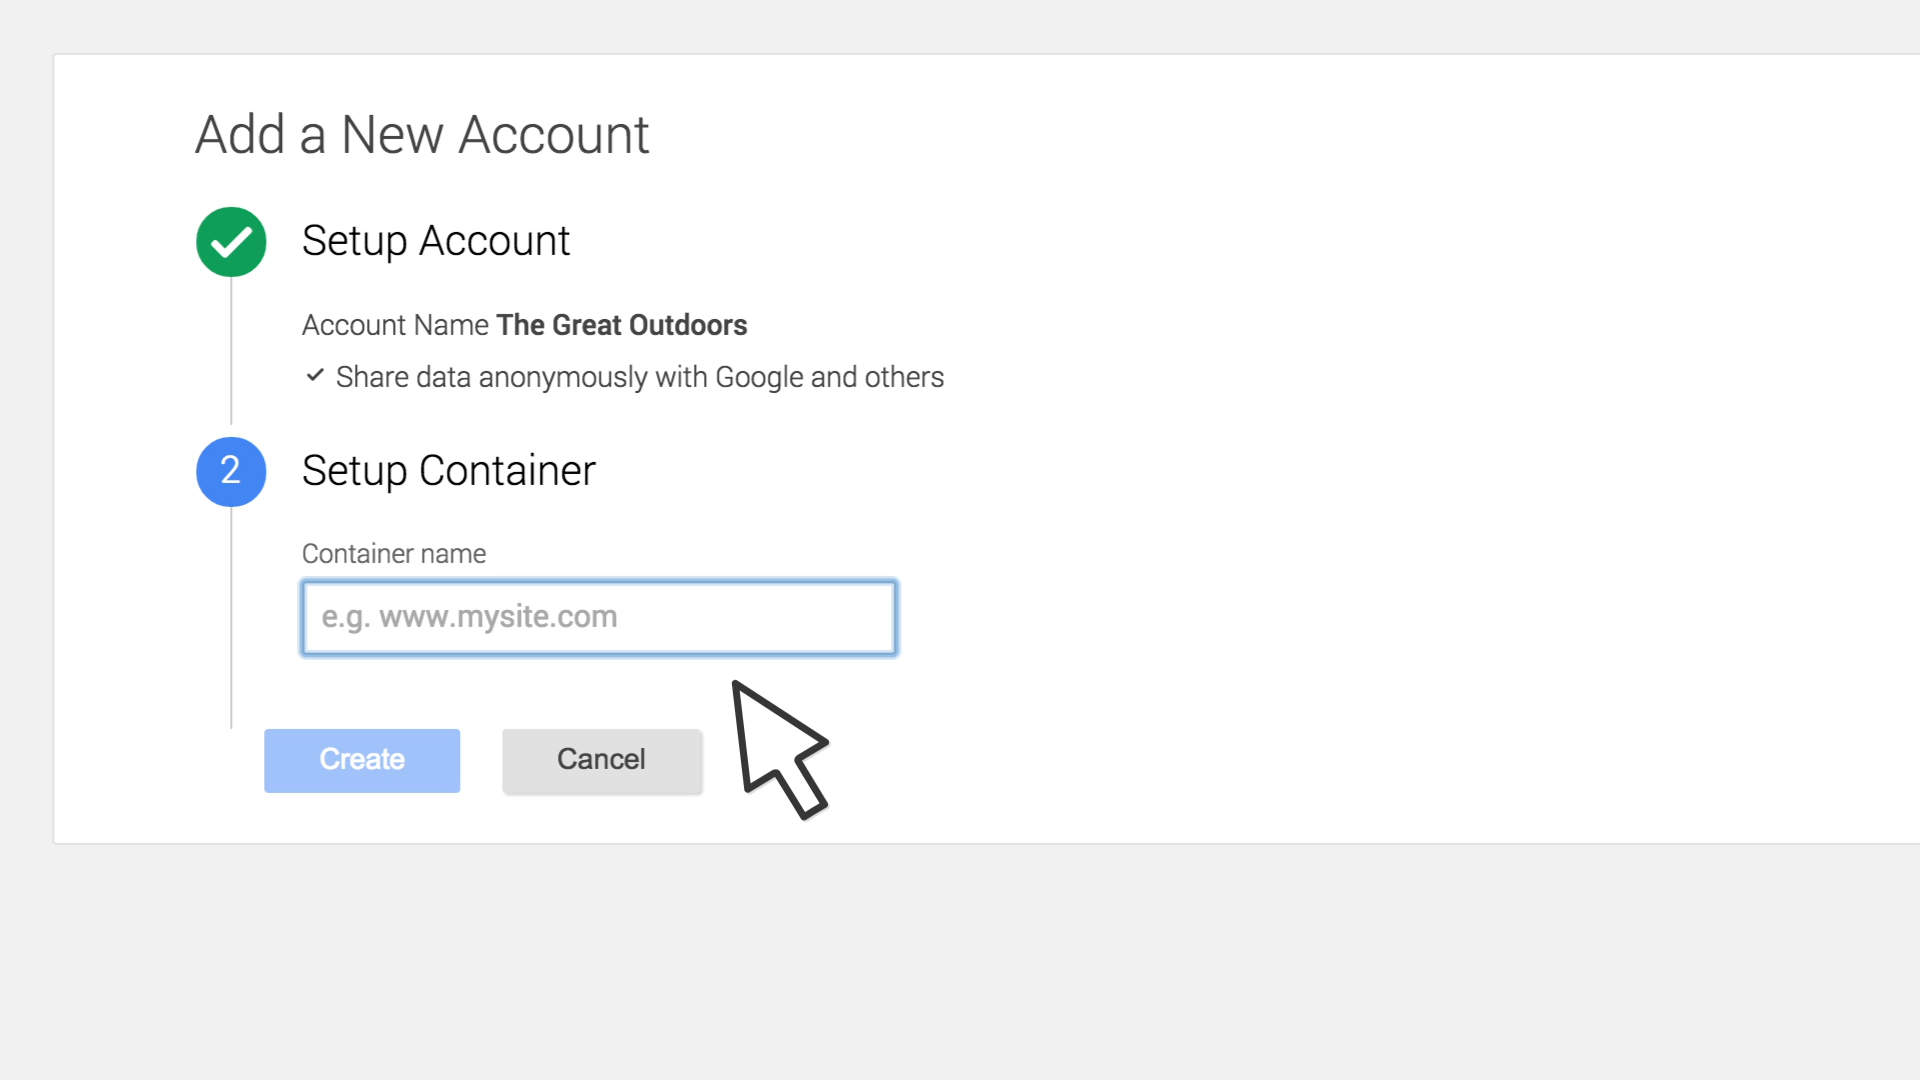 Add a New Account
Setup Account
Account Name The Great Outdoors
Share data anonymously with Google and others
2 Setup Container
Container name
e.g. www.mysite.com
Create Cancel